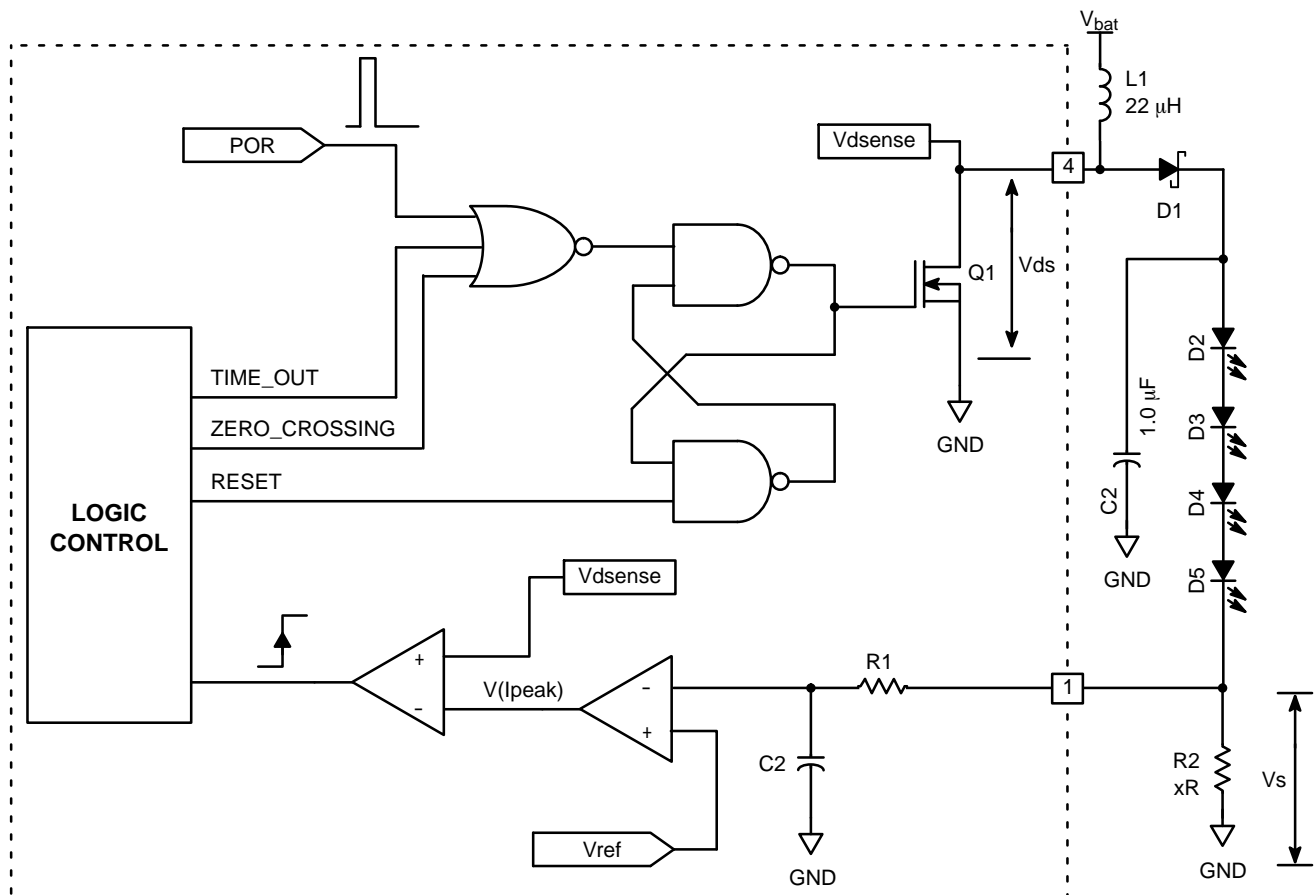 Vbat
L1
22 μH
POR
Vdsense
4
D1
Q1
Vds
D2
TIME_OUT
1.0 μF
D3
ZERO_CROSSING
GND
RESET
C2
D4
LOGIC
CONTROL
GND
D5
Vdsense
+
R1
V(Ipeak)
-
1
-
+
C2
R2
xR
Vs
Vref
GND
GND